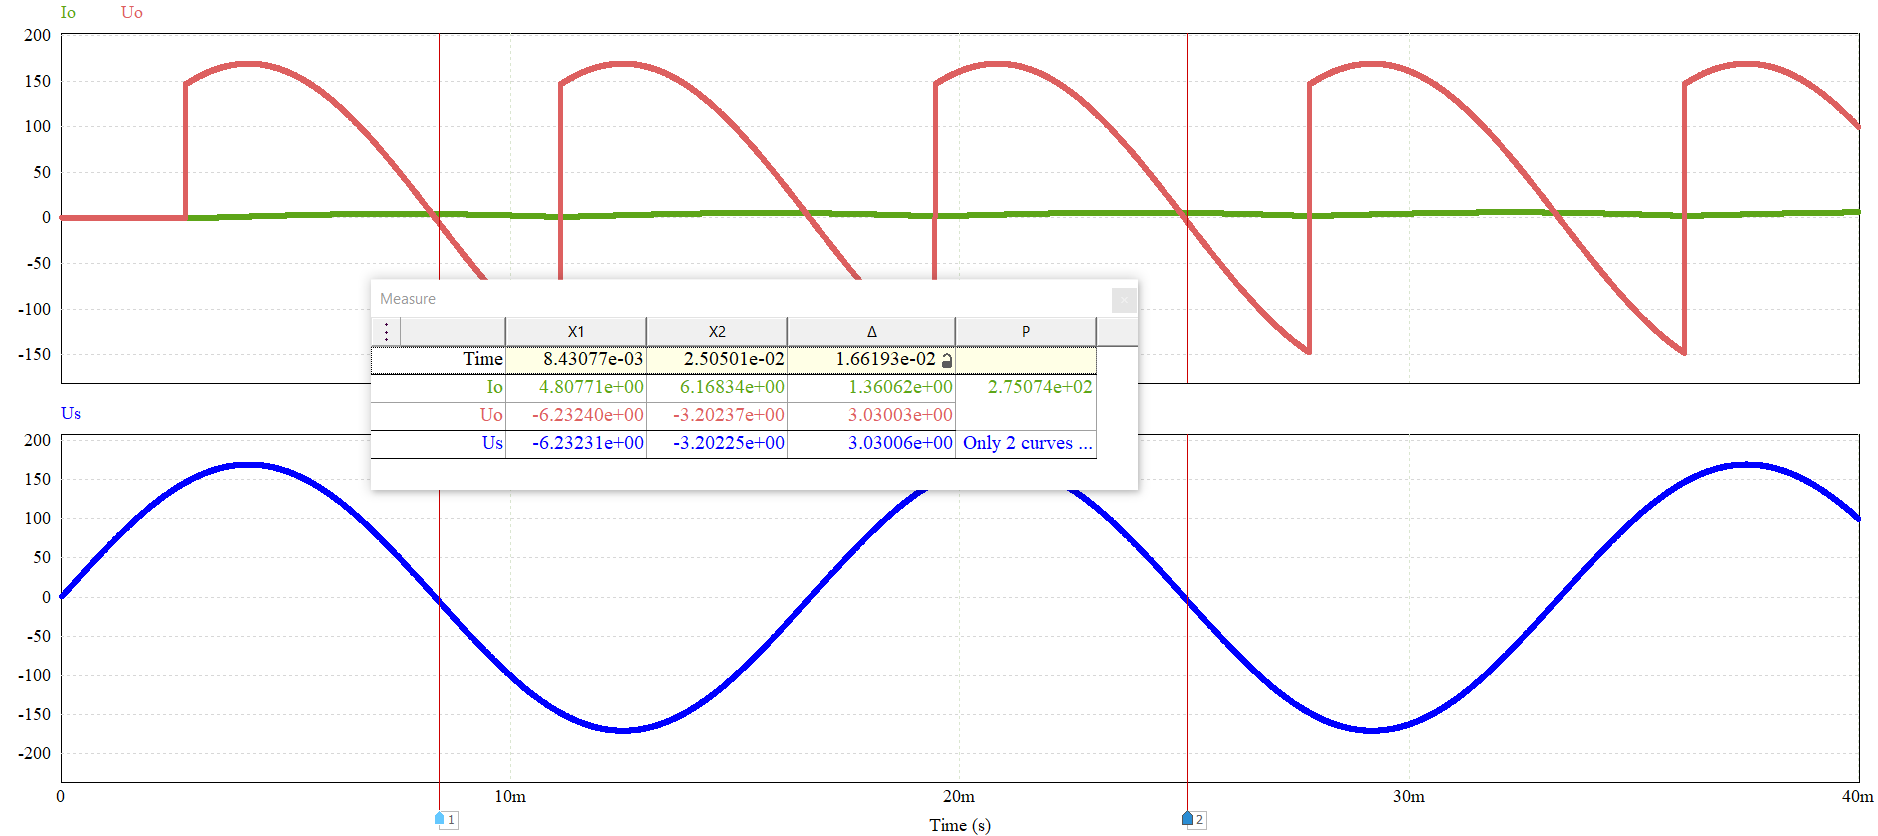 Io Uo
200
150
100
50
0
-50
-100
-150
Measure
X1 X2 Δ P
Time 8.43077e-03 2.50501e-02 1.66193e-02
Io 4.80771e+00 6.16834e+00 1.36062e+00 2.75074e+02
Uo -6.23240e+00 -3.20237e+00 3.03003e+00
Us -6.23231e+00 -3.20225e+00 3.03006e+00 Only 2 curves ...
Us
200
150
100
50
0
-50
-100
-150
-200
0 10m 20m 30m 40m
1 2
Time (s)